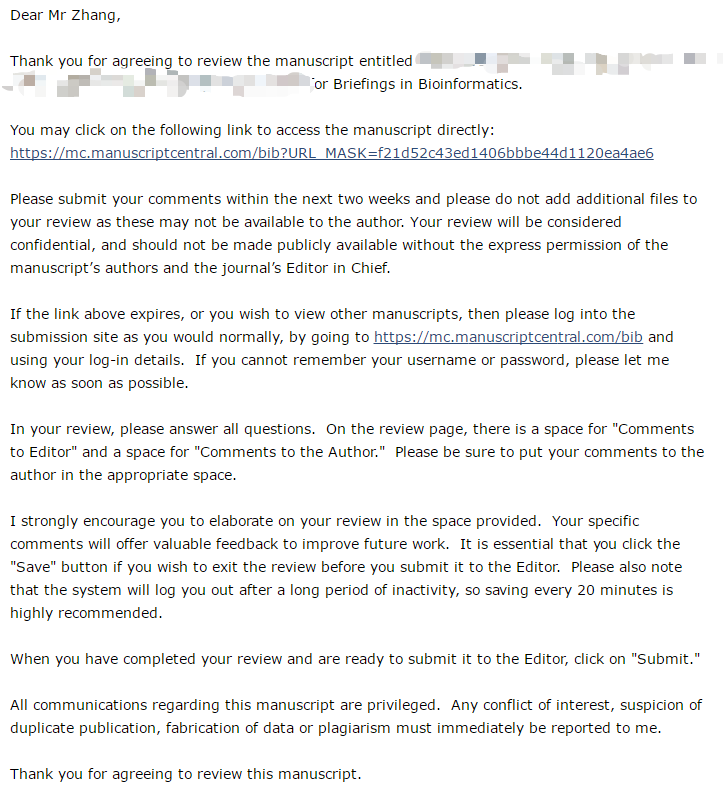 Dear Mr Zhang,
Thank you for agreeing to review the manuscript entitled
for Briefings in Bioinformatics.
You may click on the following link to access the manuscript directly:
https://mc.manuscriptcentral.com/bib?URL_MASK=f21d52c43ed1406bbbe44d1120ea4ae6
Please submit your comments within the next two weeks and please do not add additional files to
your review as these may not be available to the author. Your review will be considered
confidential, and should not be made publicly available without the express permission of the
manuscript’s authors and the journal’s Editor in Chief.
If the link above expires, or you wish to view other manuscripts, then please log into the
submission site as you would normally, by going to https://mc.manuscriptcentral.com/bib and
using your log-in details.  If you cannot remember your username or password, please let me
know as soon as possible.
In your review, please answer all questions.  On the review page, there is a space for "Comments
to Editor" and a space for "Comments to the Author."  Please be sure to put your comments to the
author in the appropriate space.
I strongly encourage you to elaborate on your review in the space provided.  Your specific
comments will offer valuable feedback to improve future work.  It is essential that you click the
"Save" button if you wish to exit the review before you submit it to the Editor.  Please also note
that the system will log you out after a long period of inactivity, so saving every 20 minutes is
highly recommended.
When you have completed your review and are ready to submit it to the Editor, click on "Submit."
All communications regarding this manuscript are privileged.  Any conflict of interest, suspicion of
duplicate publication, fabrication of data or plagiarism must immediately be reported to me.
Thank you for agreeing to review this manuscript.